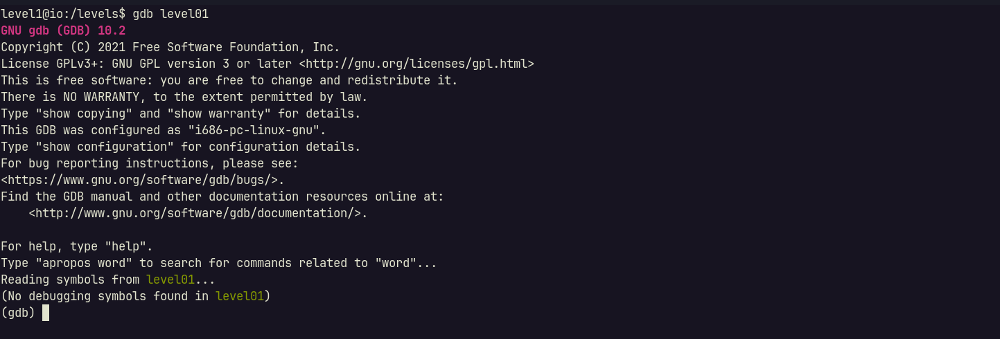 level1@io:/levels$ gdb level01
GNU gdb (GDB) 10.2
Copyright (C) 2021 Free Software Foundation, Inc.
License GPLv3+: GNU GPL version 3 or later <http://gnu.org/licenses/gpl.html>
This is free software: you are free to change and redistribute it.
There is NO WARRANTY, to the extent permitted by law.
Type "show copying" and "show warranty" for details.
This GDB was configured as "i686-pc-linux-gnu".
Type "show configuration" for configuration details.
For bug reporting instructions, please see:
<https://www.gnu.org/software/gdb/bugs/>.
Find the GDB manual and other documentation resources online at:
    <http://www.gnu.org/software/gdb/documentation/>.

For help, type "help".
Type "apropos word" to search for commands related to "word"...
Reading symbols from level01...
(No debugging symbols found in level01)
(gdb)